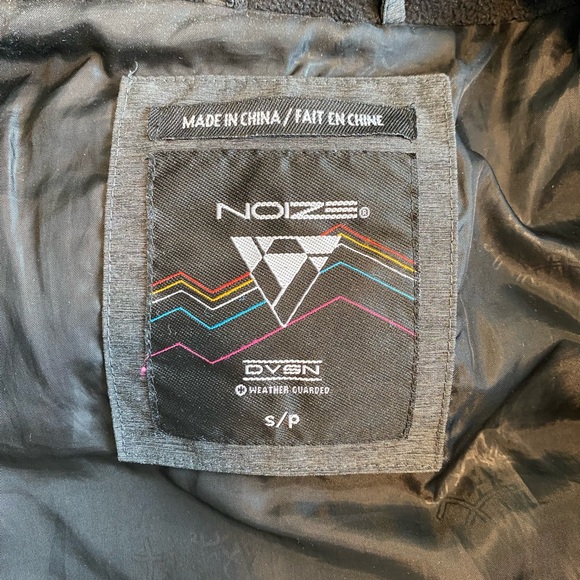 MADE IN CHINA / FAIT EN CHINE
NOIZE®
DVSN
WEATHER GUARDED
S/P